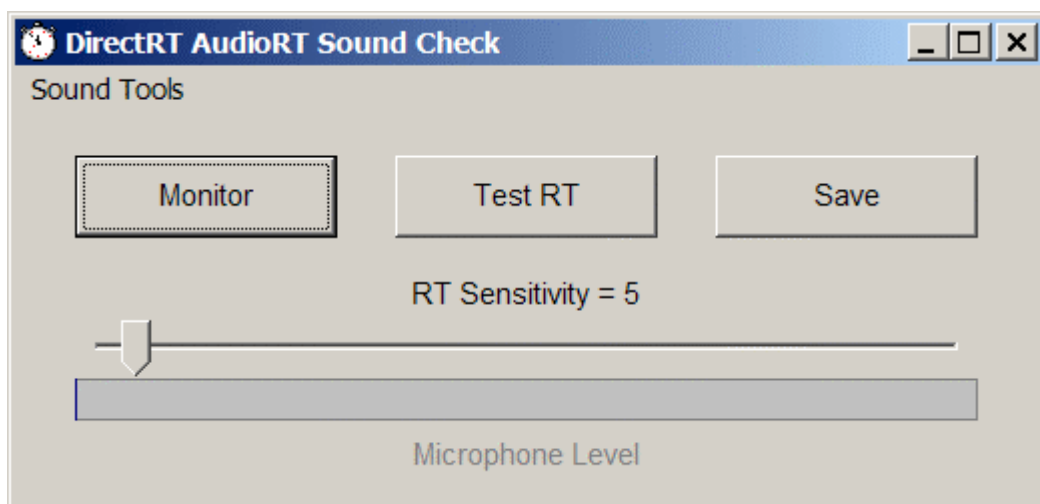 DirectRT AudioRT Sound Check
Sound Tools
Monitor Test RT Save
RT Sensitivity = 5
Microphone Level